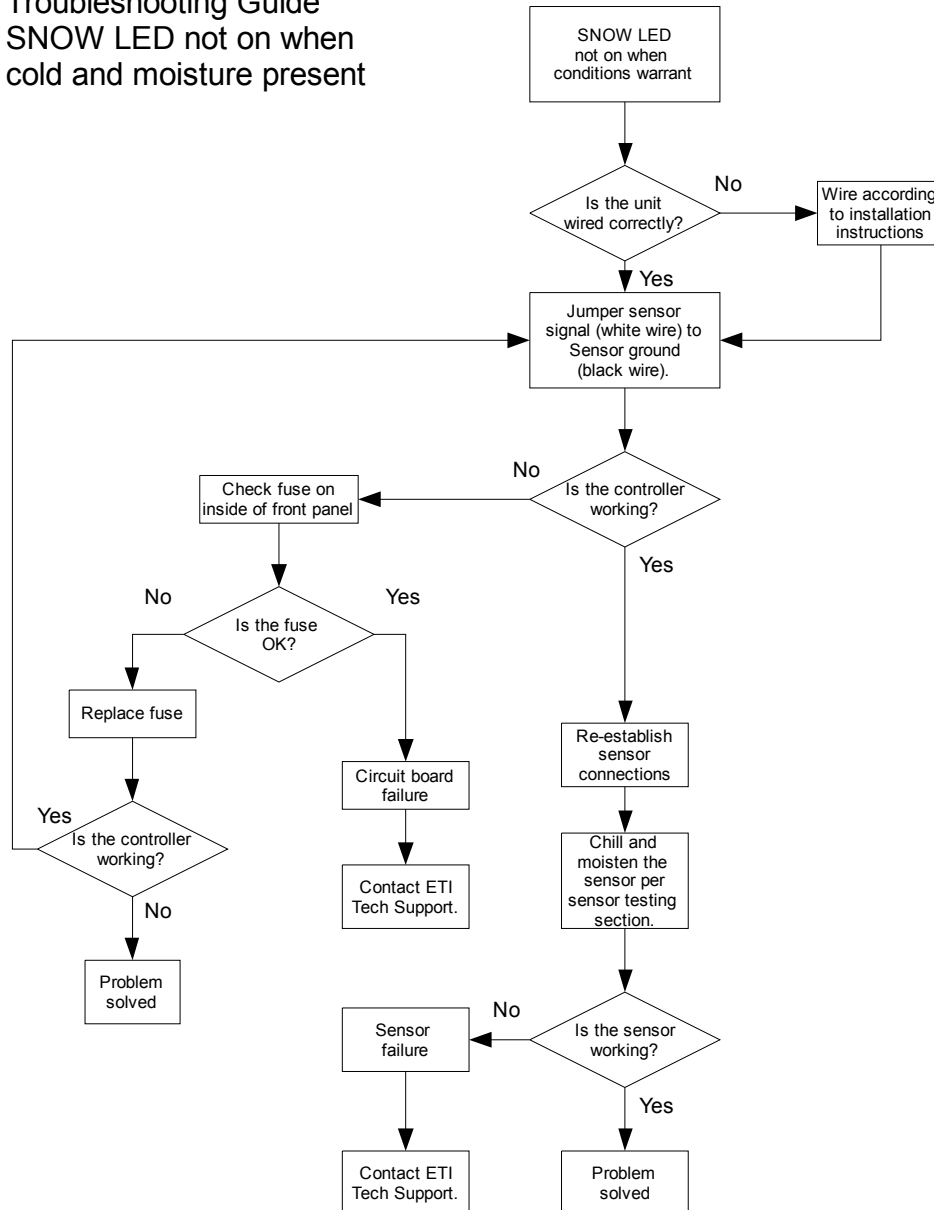 Troubleshooting Guide
SNOW LED not on when
cold and moisture present
SNOW LED
not on when
conditions warrant
Is the unit
wired correctly?
No
Wire according
to installation
instructions
Yes
Jumper sensor
signal (white wire) to
Sensor ground
(black wire).
Is the controller
working?
No
Check fuse on
inside of front panel
Yes
Is the fuse
OK?
No
Yes
Replace fuse
Circuit board
failure
Contact ETI
Tech Support.
Is the controller
working?
Yes
No
Problem
solved
Re-establish
sensor
connections
Chill and
moisten the
sensor per
sensor testing
section.
Is the sensor
working?
No
Sensor
failure
Contact ETI
Tech Support.
Yes
Problem
solved